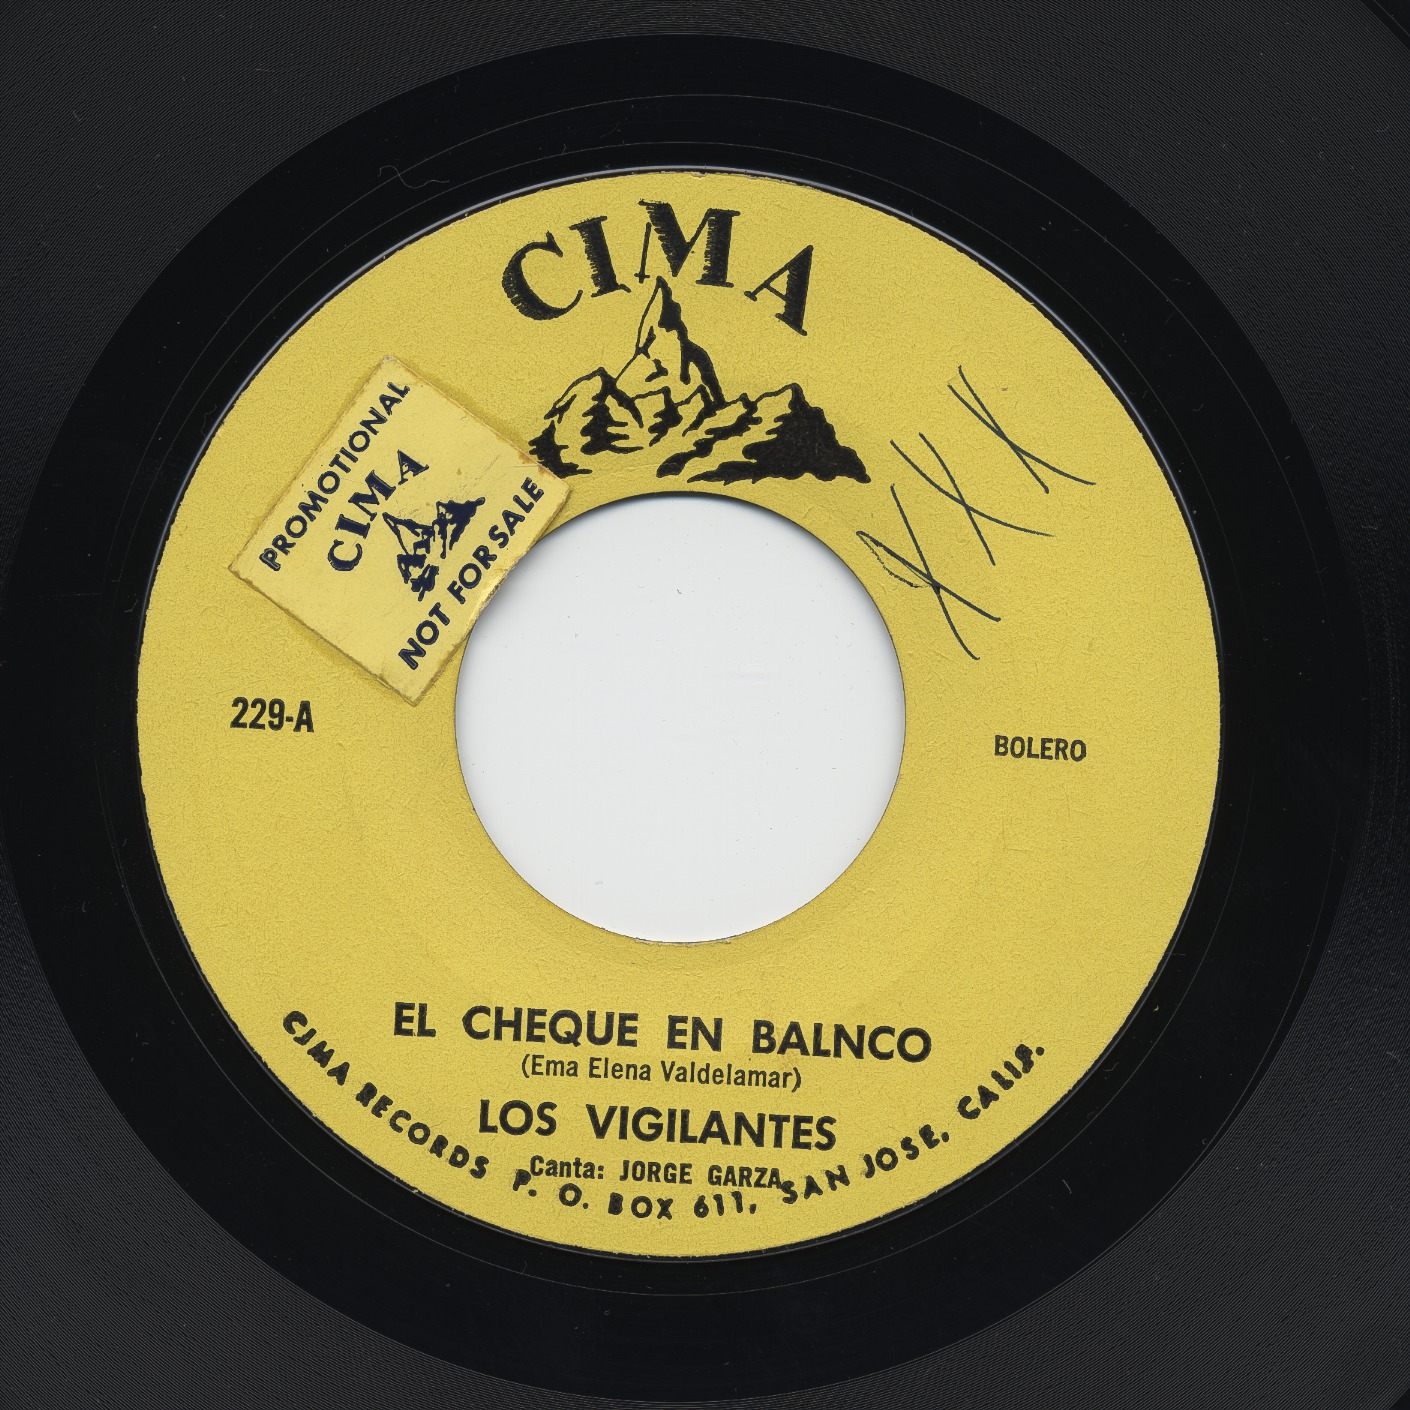 CIMA
PROMOTIONAL
CIMA
NOT FOR SALE
XXX
229-A
BOLERO
EL CHEQUE EN BALNCO
(Ema Elena Valdelamar)
LOS VIGILANTES
Canta: JORGE GARZA
CIMA RECORDS P. O. BOX 611, SAN JOSE, CALIF.